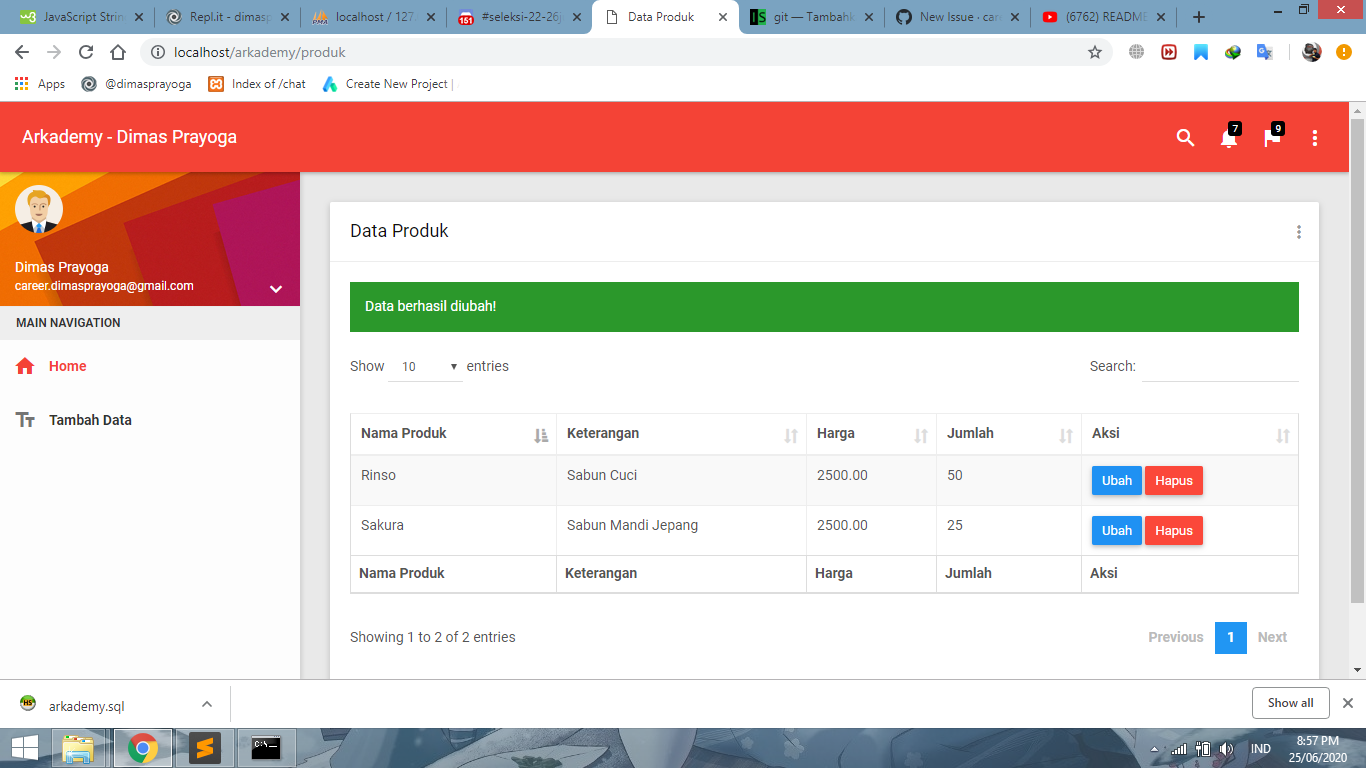 JavaScript Strin
Repl.it - dimasp
localhost / 127.
151
#seleksi-22-26j
Data Produk
git — Tambahk
New Issue · car
(6762) README
localhost/arkademy/produk
Apps
@dimasprayoga
Index of /chat
Create New Project |
Arkademy - Dimas Prayoga
7
9
Dimas Prayoga
career.dimasprayoga@gmail.com
MAIN NAVIGATION
Home
Tambah Data
Data Produk
Data berhasil diubah!
Show 10 entries
Search:
Nama Produk Keterangan Harga Jumlah Aksi
Rinso Sabun Cuci 2500.00 50 Ubah Hapus
Sakura Sabun Mandi Jepang 2500.00 25 Ubah Hapus
Nama Produk Keterangan Harga Jumlah Aksi
Showing 1 to 2 of 2 entries
Previous 1 Next
arkademy.sql
Show all
IND
8:57 PM
25/06/2020